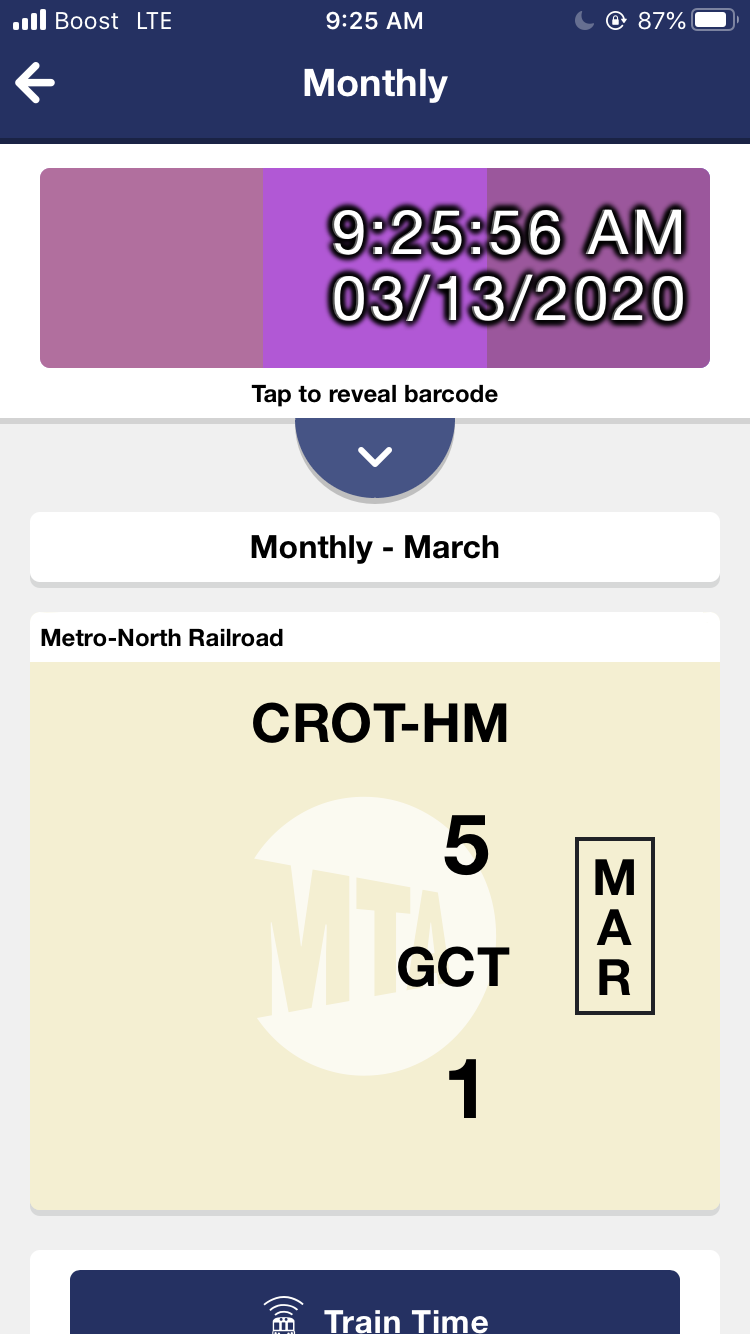 Boost LTE 9:25 AM 87%
Monthly
9:25:56 AM
03/13/2020
Tap to reveal barcode
Monthly - March
Metro-North Railroad
CROT-HM
5
MTA
GCT
1
M
A
R
Train Time